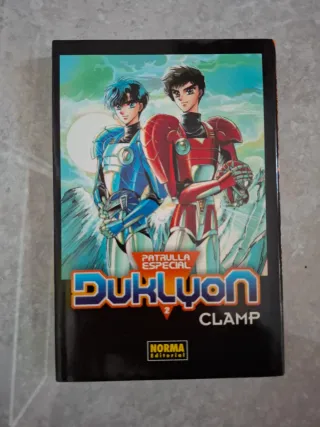 PATRULLA
ESPECIAL
DUKLYON
2
CLAMP
NORMA
Editorial